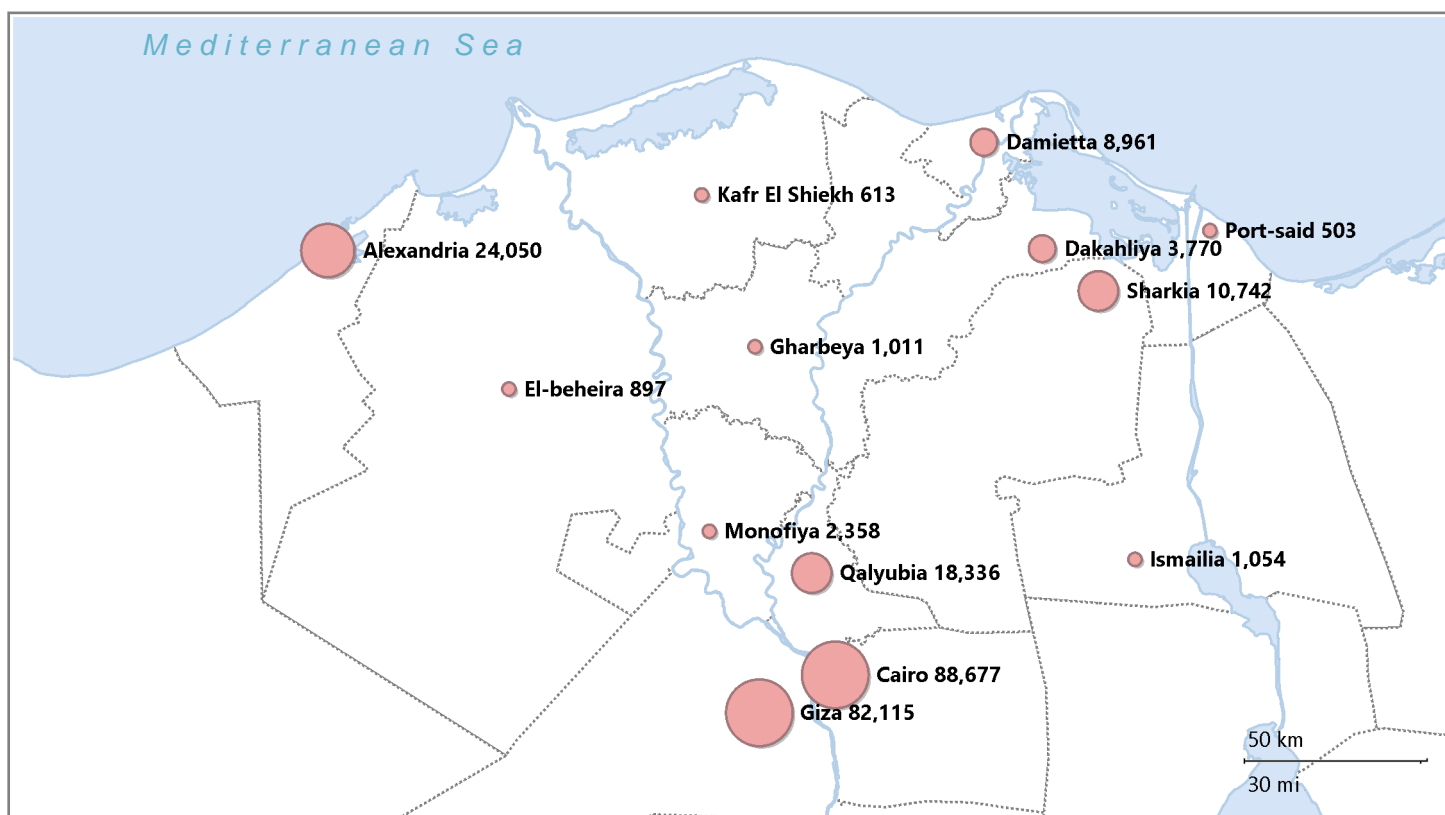 Mediterranean Sea
Damietta 8,961
Kafr El Shiekh 613
Port-said 503
Alexandria 24,050
Dakahliya 3,770
Sharkia 10,742
Gharbeya 1,011
El-beheira 897
Monofiya 2,358
Ismailia 1,054
Qalyubia 18,336
Cairo 88,677
Giza 82,115
50 km
30 mi